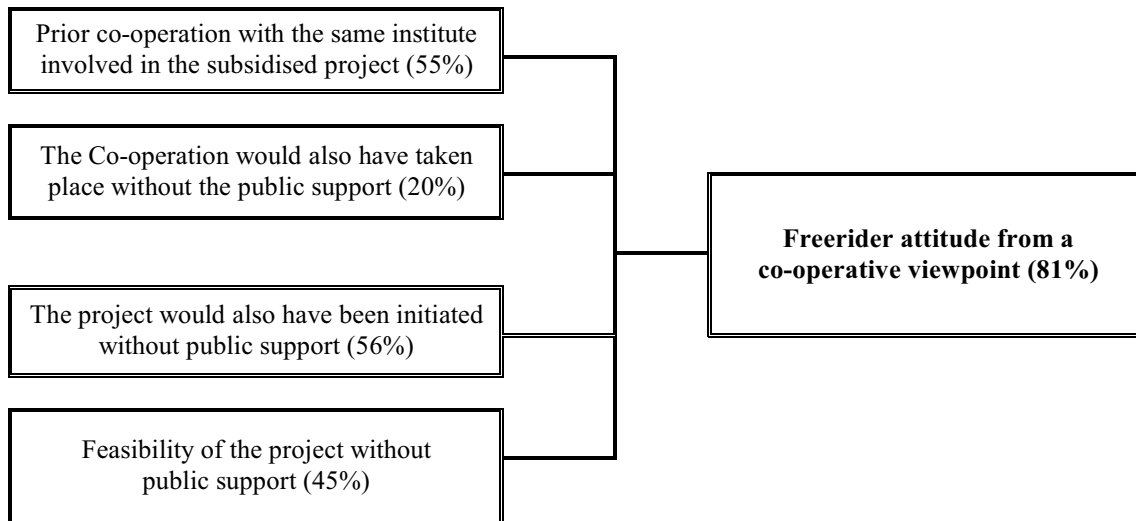 Prior co-operation with the same institute
involved in the subsidised project (55%)
The Co-operation would also have taken
place without the public support (20%)
Freerider attitude from a
co-operative viewpoint (81%)
The project would also have been initiated
without public support (56%)
Feasibility of the project without
public support (45%)